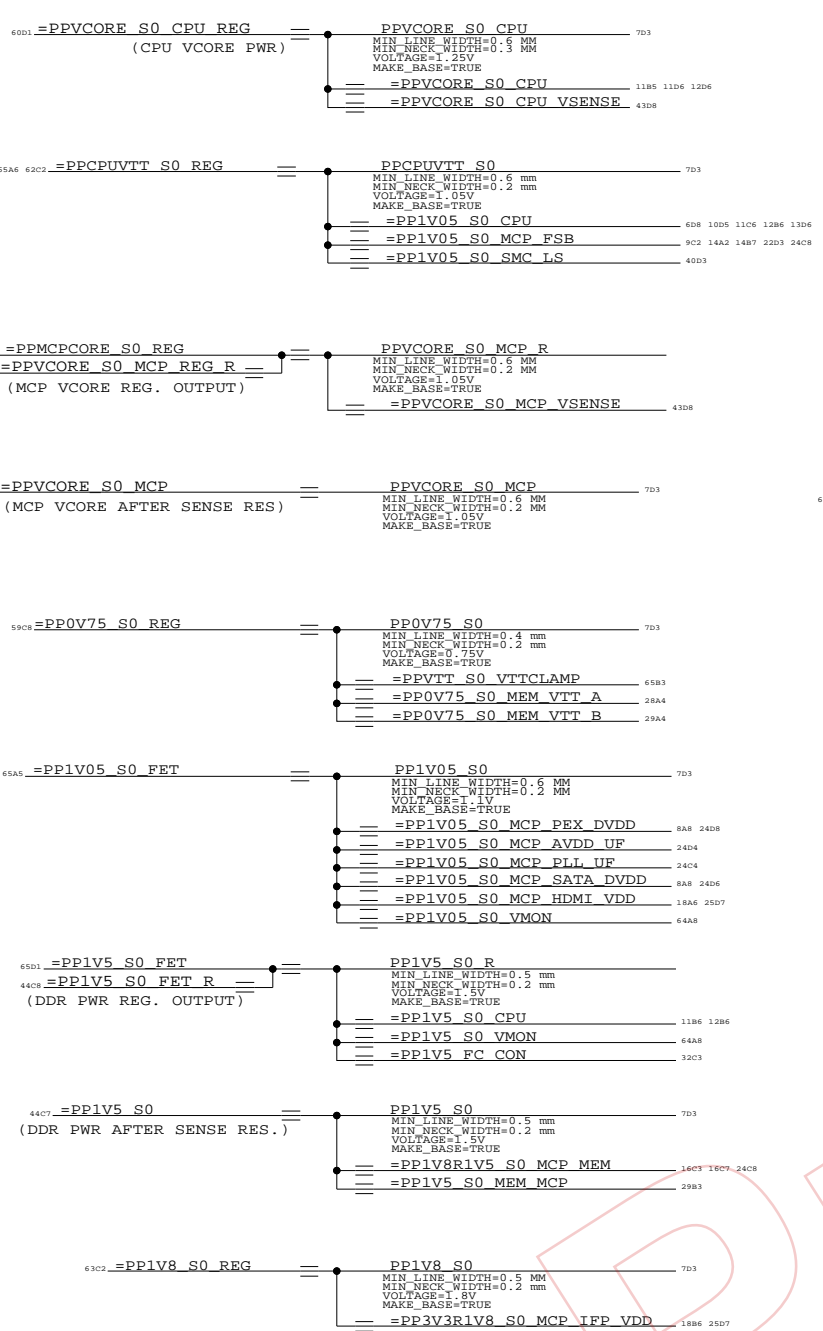 60D1 =PPVCORE_S0_CPU_REG PPVCORE_S0_CPU 7D3
(CPU VCORE PWR) MIN_LINE_WIDTH=0.6 MM
MIN_NECK_WIDTH=0.3 MM
VOLTAGE=1.25V
MAKE_BASE=TRUE
=PPVCORE_S0_CPU 11B5 11D6 12D6
=PPVCORE_S0_CPU_VSENSE 43D8
65A6 62C2 =PPCPUVTT_S0_REG PPCPUVTT_S0 7D3
MIN_LINE_WIDTH=0.6 mm
MIN_NECK_WIDTH=0.2 mm
VOLTAGE=1.05V
MAKE_BASE=TRUE
=PP1V05_S0_CPU 6D8 10D5 11C6 12B6 13D6
=PP1V05_S0_MCP_FSB 9C2 14A2 14B7 22D3 24C8
=PP1V05_S0_SMC_LS 40D3
=PPMCPCORE_S0_REG PPVCORE_S0_MCP_R
=PPVCORE_S0_MCP_REG_R MIN_LINE_WIDTH=0.6 MM
MIN_NECK_WIDTH=0.2 MM
(MCP VCORE REG. OUTPUT) VOLTAGE=1.05V
MAKE_BASE=TRUE
=PPVCORE_S0_MCP_VSENSE 43D8
=PPVCORE_S0_MCP PPVCORE_S0_MCP 7D3
(MCP VCORE AFTER SENSE RES) MIN_LINE_WIDTH=0.6 MM 6
MIN_NECK_WIDTH=0.2 MM
VOLTAGE=1.05V
MAKE_BASE=TRUE
59C8 =PP0V75_S0_REG PP0V75_S0 7D3
MIN_LINE_WIDTH=0.4 mm
MIN_NECK_WIDTH=0.2 mm
VOLTAGE=0.75V
MAKE_BASE=TRUE
=PPVTT_S0_VTTCLAMP 65B3
=PP0V75_S0_MEM_VTT_A 28A4
=PP0V75_S0_MEM_VTT_B 29A4
65A5 =PP1V05_S0_FET PP1V05_S0 7D3
MIN_LINE_WIDTH=0.6 MM
MIN_NECK_WIDTH=0.2 MM
VOLTAGE=1.1V
MAKE_BASE=TRUE
=PP1V05_S0_MCP_PEX_DVDD 8A8 24D8
=PP1V05_S0_MCP_AVDD_UF 24D4
=PP1V05_S0_MCP_PLL_UF 24C4
=PP1V05_S0_MCP_SATA_DVDD 8A8 24D6
=PP1V05_S0_MCP_HDMI_VDD 18A6 25D7
=PP1V05_S0_VMON 64A8
65D1 =PP1V5_S0_FET PP1V5_S0_R
44C8 =PP1V5_S0_FET_R MIN_LINE_WIDTH=0.5 mm
MIN_NECK_WIDTH=0.2 mm
(DDR PWR REG. OUTPUT) VOLTAGE=1.5V
MAKE_BASE=TRUE
=PP1V5_S0_CPU 11B6 12B6
=PP1V5_S0_VMON 64A8
=PP1V5_FC_CON 32C3
44C7 =PP1V5_S0 PP1V5_S0 7D3
(DDR PWR AFTER SENSE RES.) MIN_LINE_WIDTH=0.5 mm
MIN_NECK_WIDTH=0.2 mm
VOLTAGE=1.5V
MAKE_BASE=TRUE
=PP1V8R1V5_S0_MCP_MEM 16C3 16C7 24C8
=PP1V5_S0_MEM_MCP 29B3
63C2 =PP1V8_S0_REG PP1V8_S0 7D3
MIN_LINE_WIDTH=0.5 MM
MIN_NECK_WIDTH=0.2 mm
VOLTAGE=1.8V
MAKE_BASE=TRUE
=PP3V3R1V8_S0_MCP_IFP_VDD 18B6 25D7